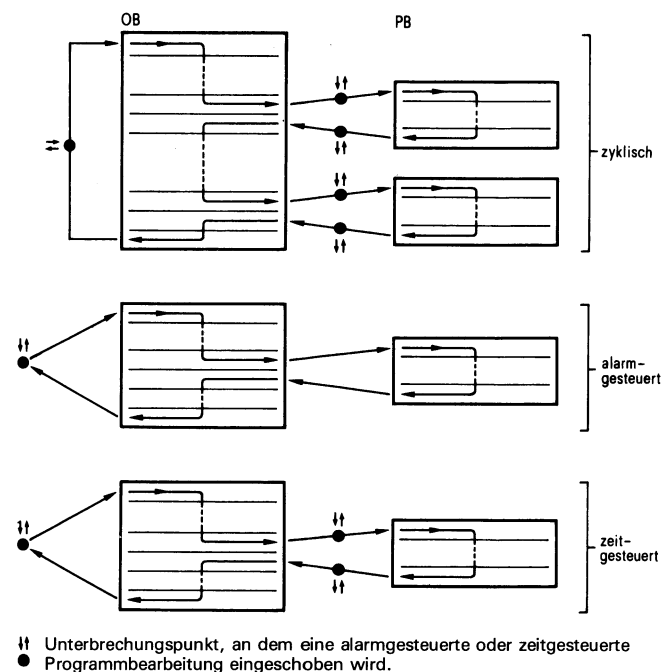 OB
PB
zyklisch
alarm-
gesteuert
zeit-
gesteuert
Unterbrechungspunkt, an dem eine alarmgesteuerte oder zeitgesteuerte
Programmbearbeitung eingeschoben wird.